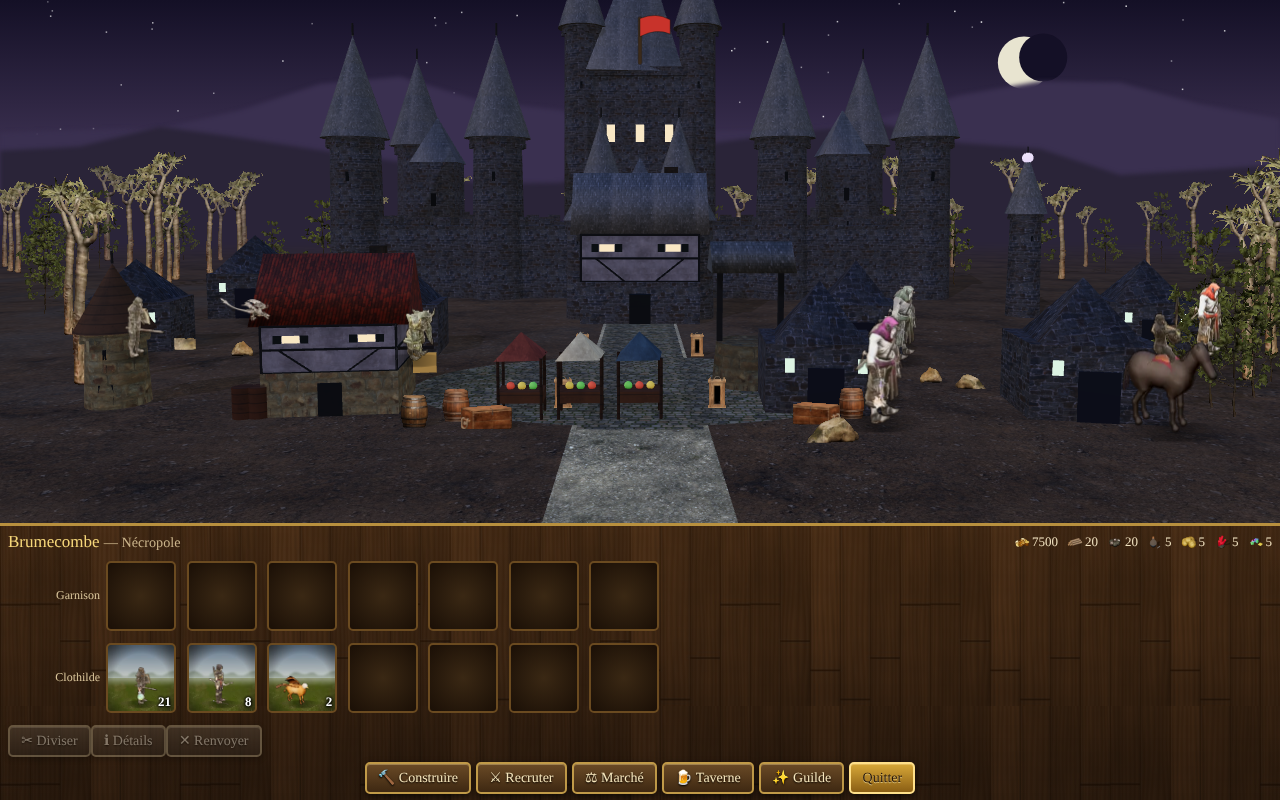 Brumecombe — Nécropole
7500 20 20 5 5 5 5
Garnison
Clothilde
21 8 2
✂ Diviser ℹ Détails ✕ Renvoyer
🔨 Construire ⚔ Recruter ⚖ Marché 🍺 Taverne ✨ Guilde Quitter